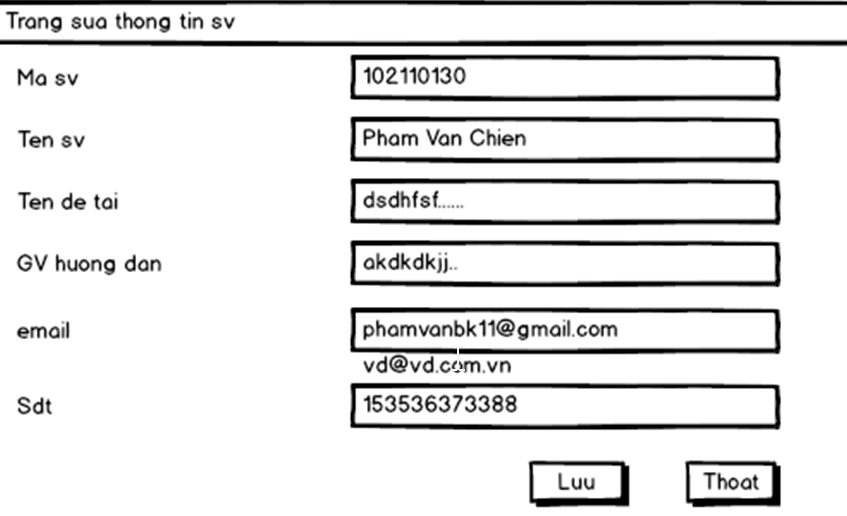 Trang sua thong tin sv
Ma sv 102110130
Ten sv Pham Van Chien
Ten de tai dsdhfsf......
GV huong dan akdkdkjj..
email phamvanbk11@gmail.com
vd@vd.com.vn
Sdt 153536373388
Luu Thoat